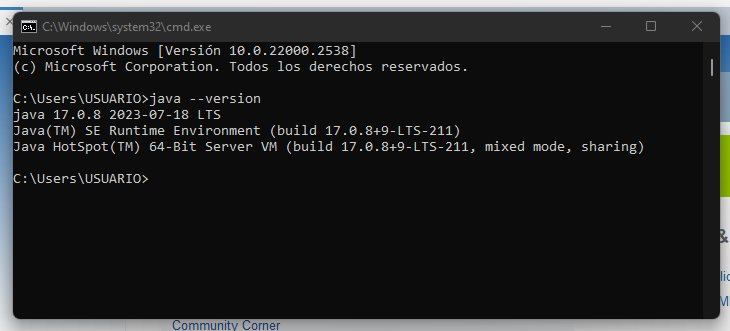 C:\Windows\system32\cmd.exe
Microsoft Windows [Versión 10.0.22000.2538]
(c) Microsoft Corporation. Todos los derechos reservados.
C:\Users\USUARIO>java --version
java 17.0.8 2023-07-18 LTS
Java(TM) SE Runtime Environment (build 17.0.8+9-LTS-211)
Java HotSpot(TM) 64-Bit Server VM (build 17.0.8+9-LTS-211, mixed mode, sharing)
C:\Users\USUARIO>
&
Community Corner